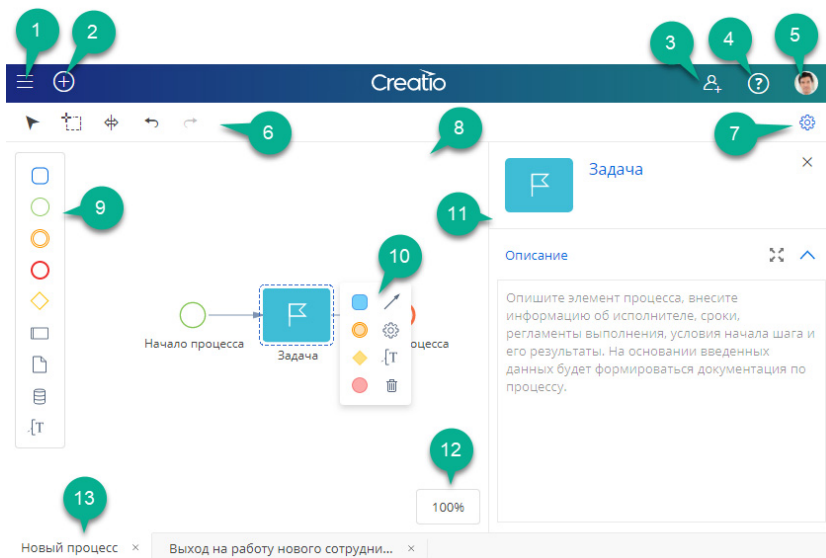 1
2
3
4
5
Creatio
6
7
8
9
10
11
Задача
Описание
Опишите элемент процесса, внесите
информацию об исполнителе, сроки,
регламенты выполнения, условия начала шага и
его результаты. На основании введенных
данных будет формироваться документация по
процессу.
Начало процесса
Задача
оцесса
T
T
12
100%
13
Новый процесс ×
Выход на работу нового сотрудни... ×